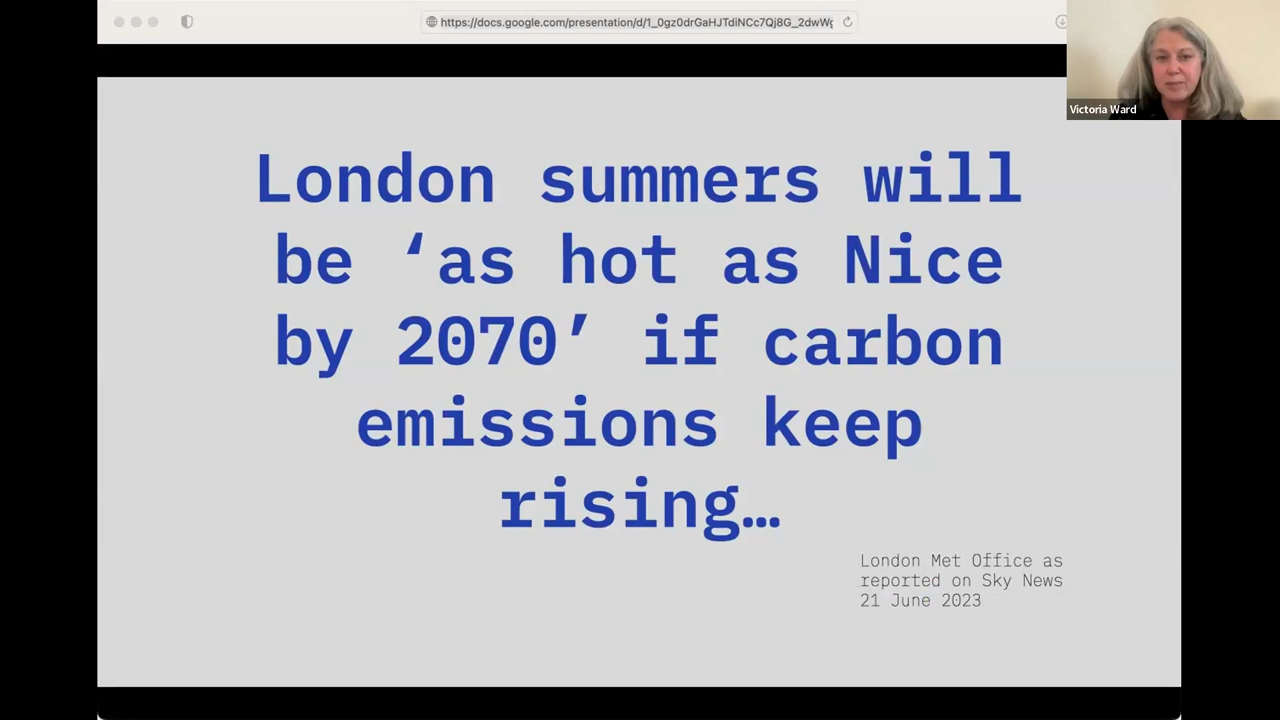 https://docs.google.com/presentation/d/1_0gz0drGaHJTdiNCc7Qj8G_2dwWg
Victoria Ward
London summers will
be ‘as hot as Nice
by 2070’ if carbon
emissions keep
rising…
London Met Office as
reported on Sky News
21 June 2023